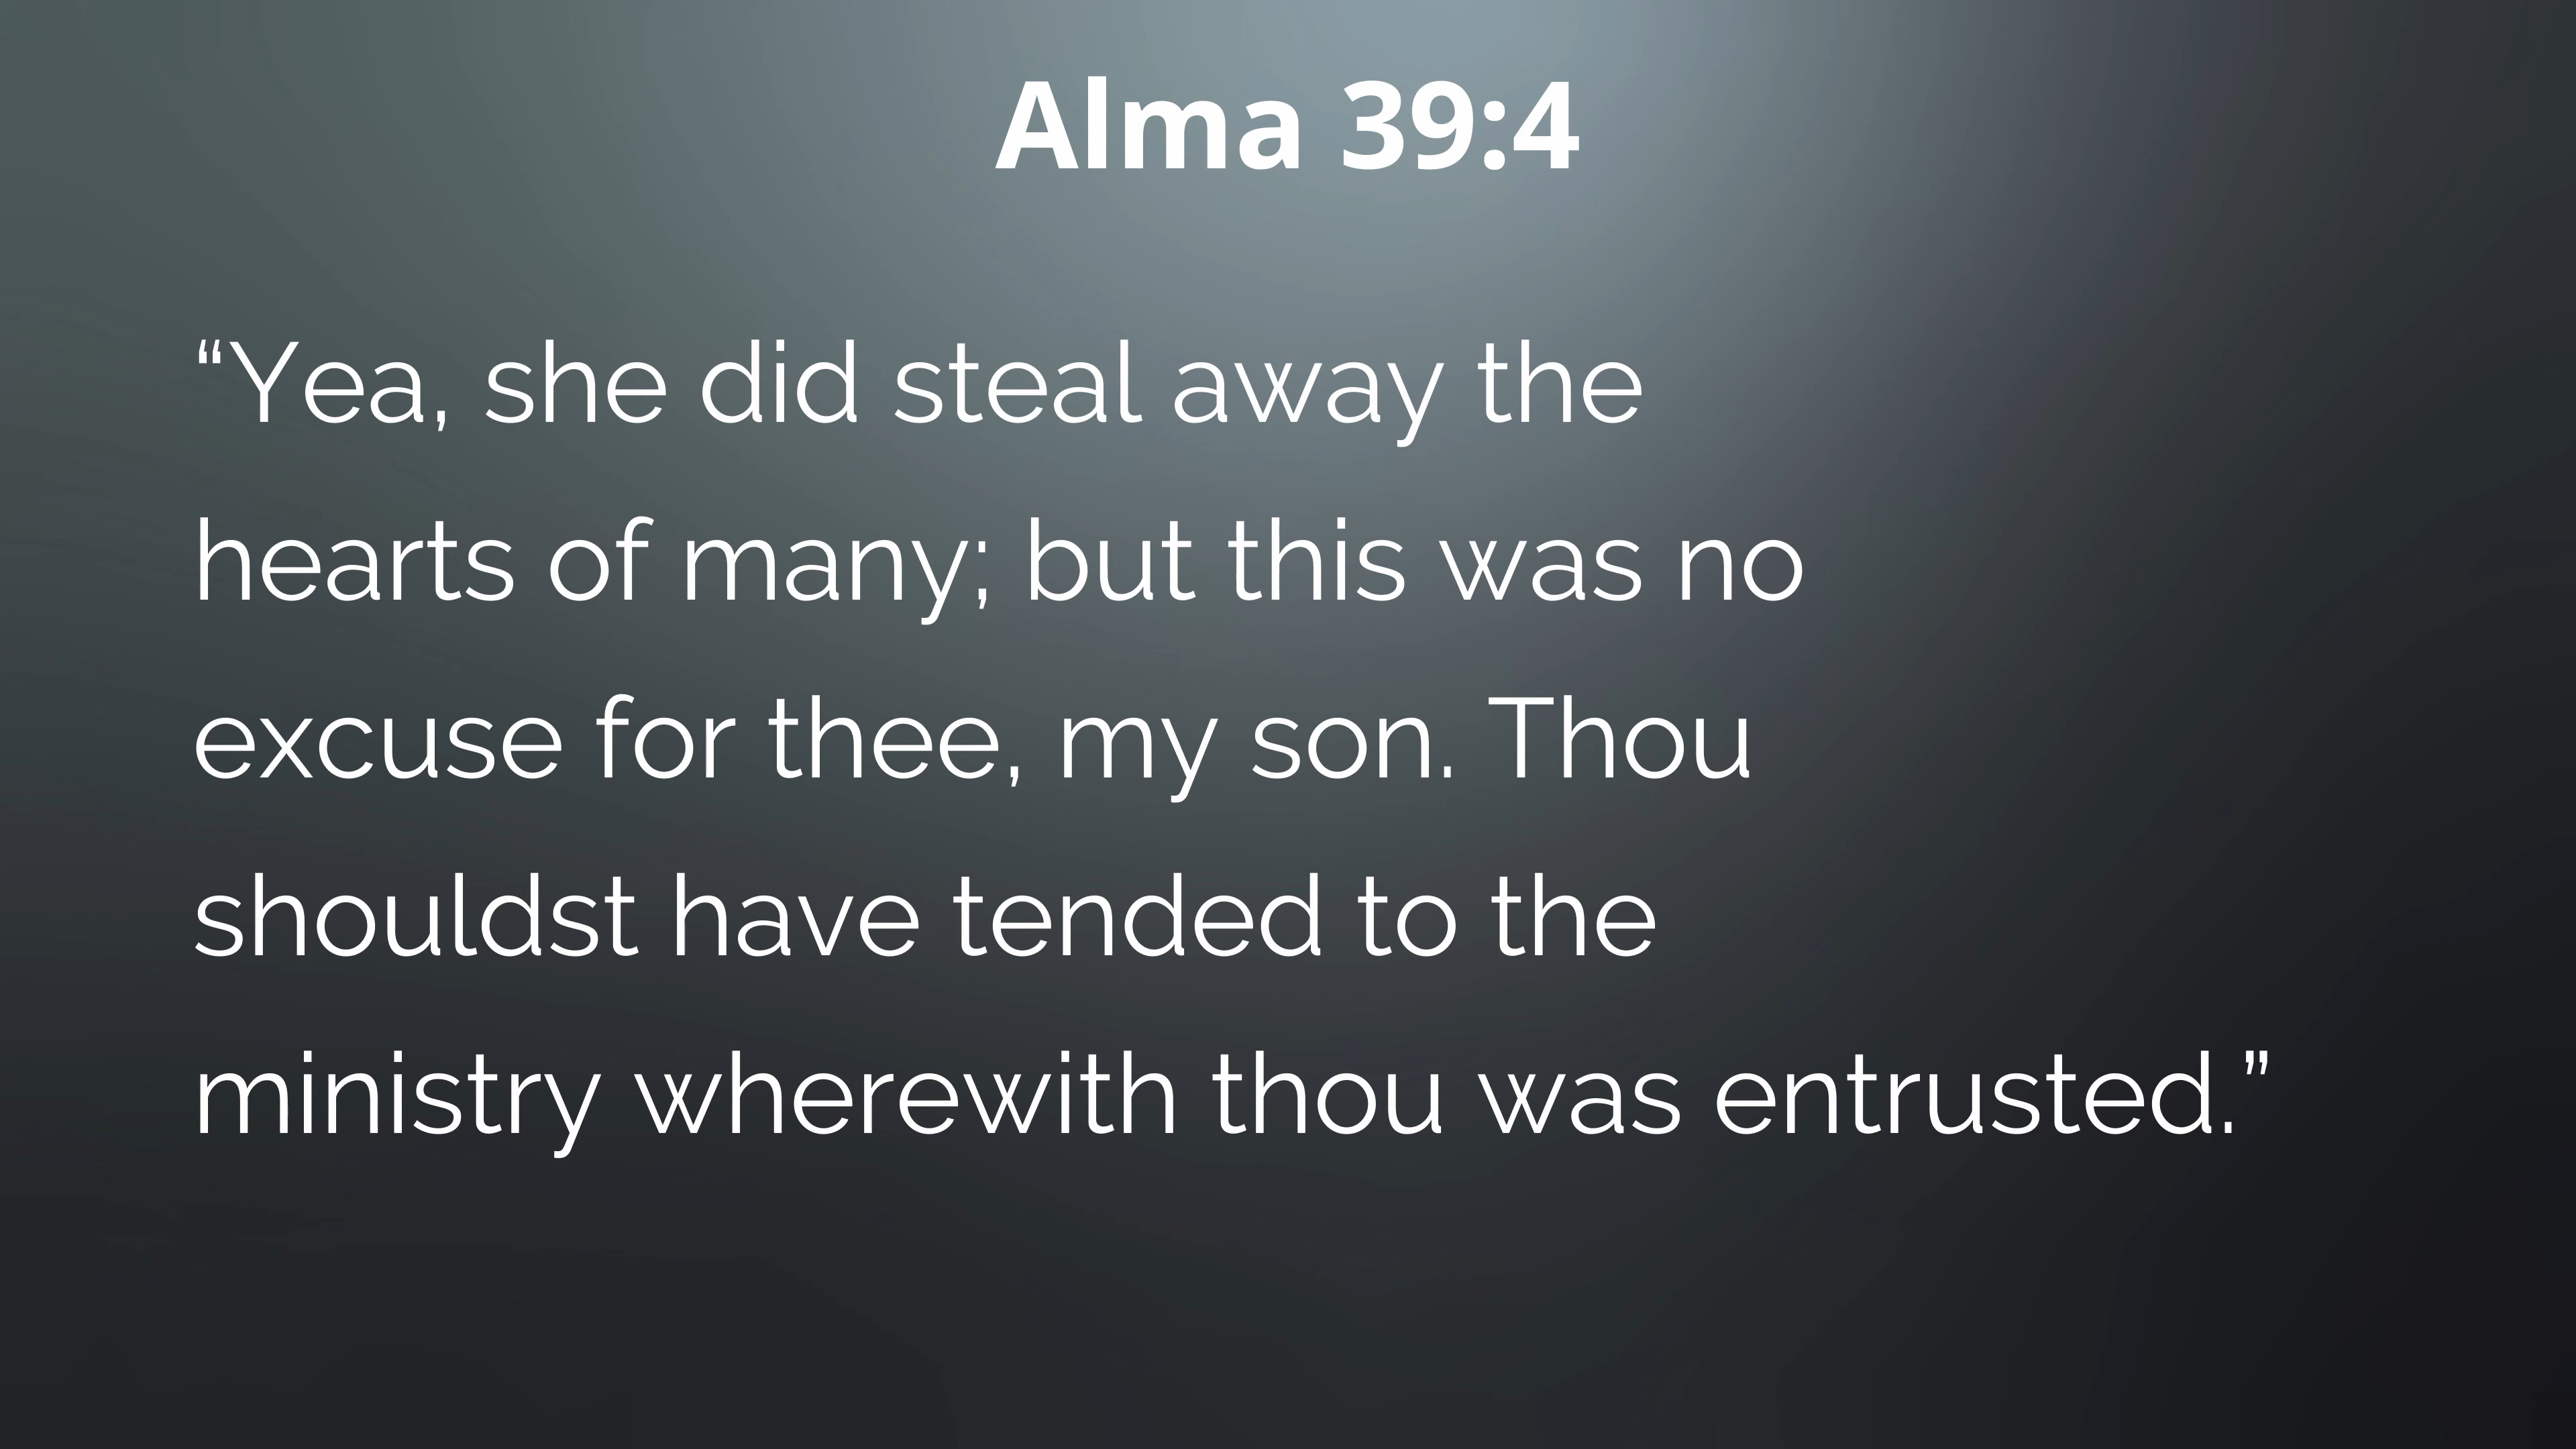 Alma 39:4
“Yea, she did steal away the
hearts of many; but this was no
excuse for thee, my son. Thou
shouldst have tended to the
ministry wherewith thou was entrusted.”